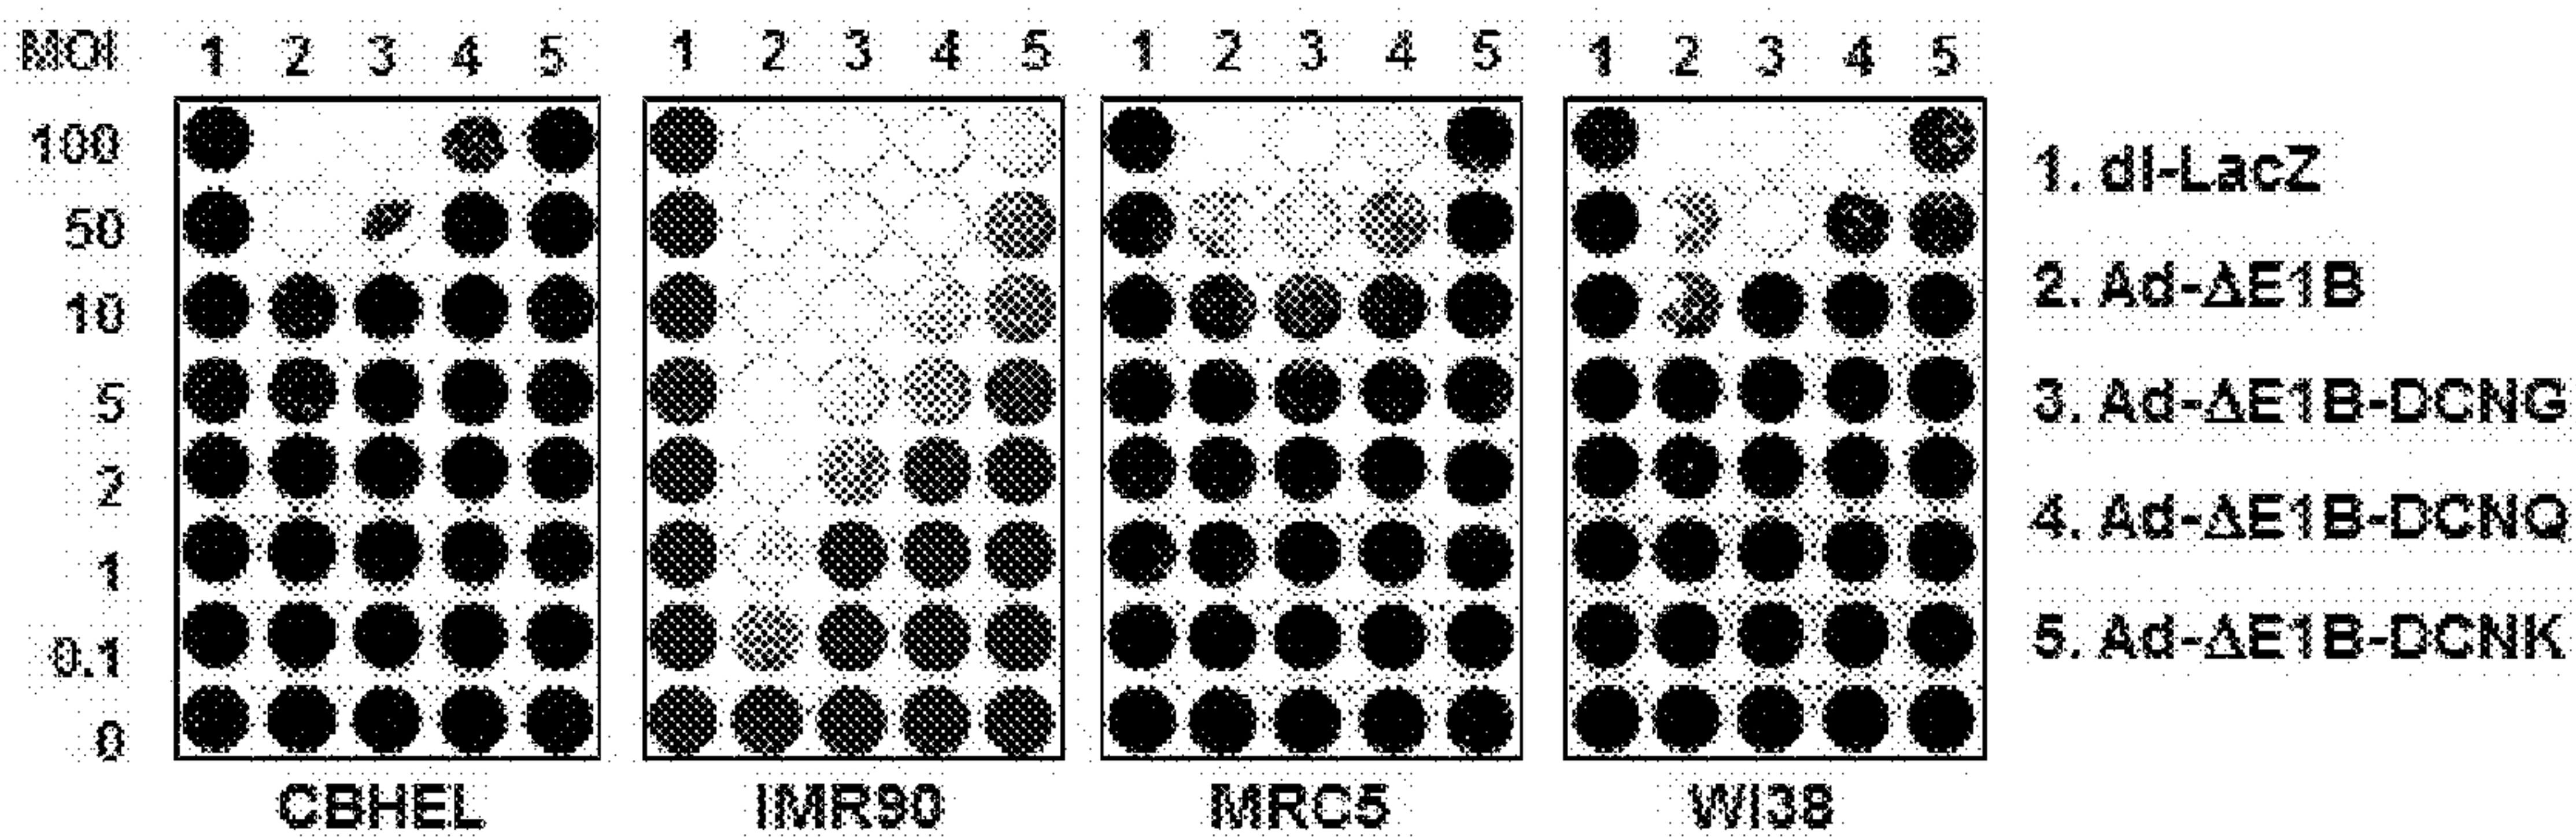 MOI 1 2 3 4 5 1 2 3 4 5 1 2 3 4 5 1 2 3 4 5
100
50
10
5
2
1
0.1
0
CBHEL IMR90 MRC5 WI38
1. dl-LacZ
2. Ad-ΔE1B
3. Ad-ΔE1B-DCNG
4. Ad-ΔE1B-DCNQ
5. Ad-ΔE1B-DCNK